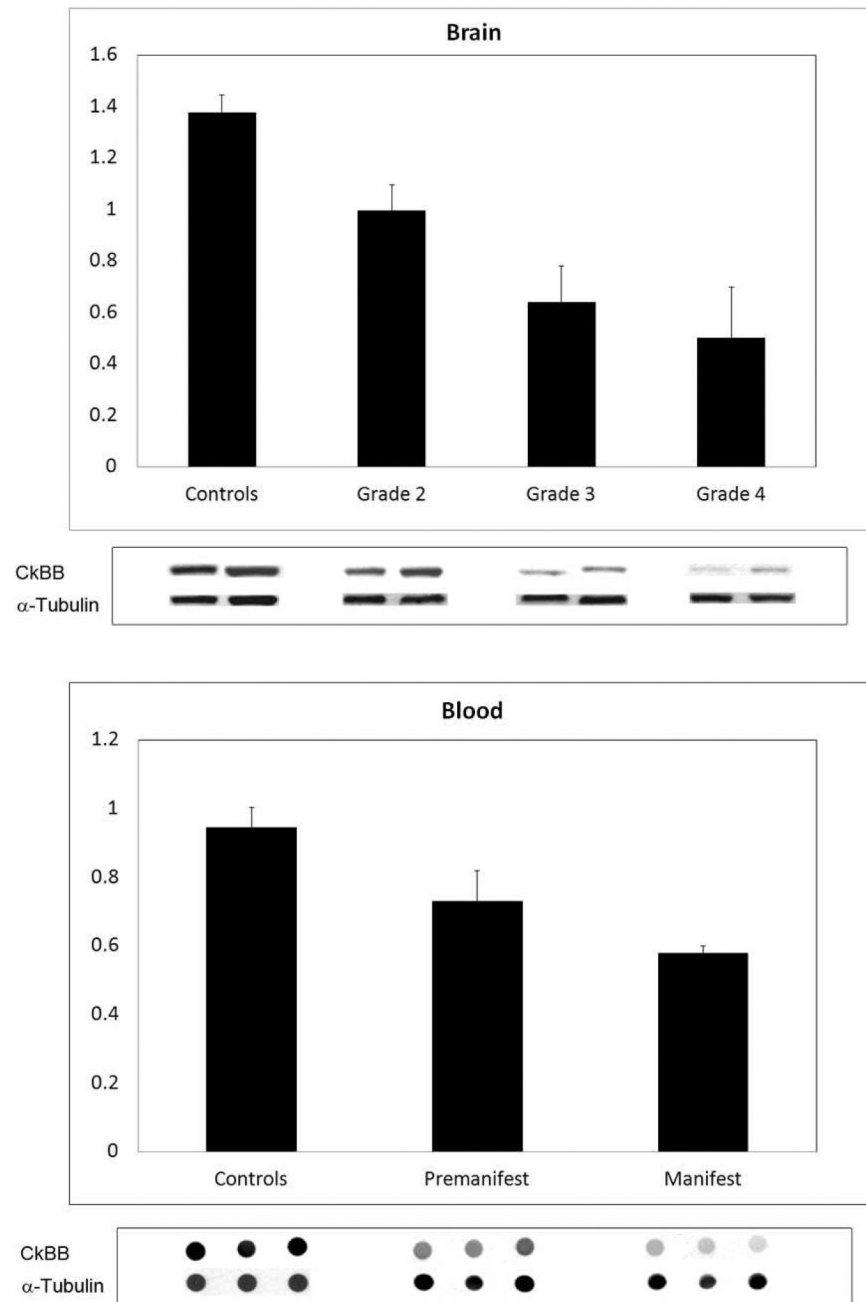 Brain
1.6
1.4
1.2
1
0.8
0.6
0.4
0.2
0
Controls Grade 2 Grade 3 Grade 4
CkBB
α-Tubulin
Blood
1.2
1
0.8
0.6
0.4
0.2
0
Controls Premanifest Manifest
CkBB
α-Tubulin